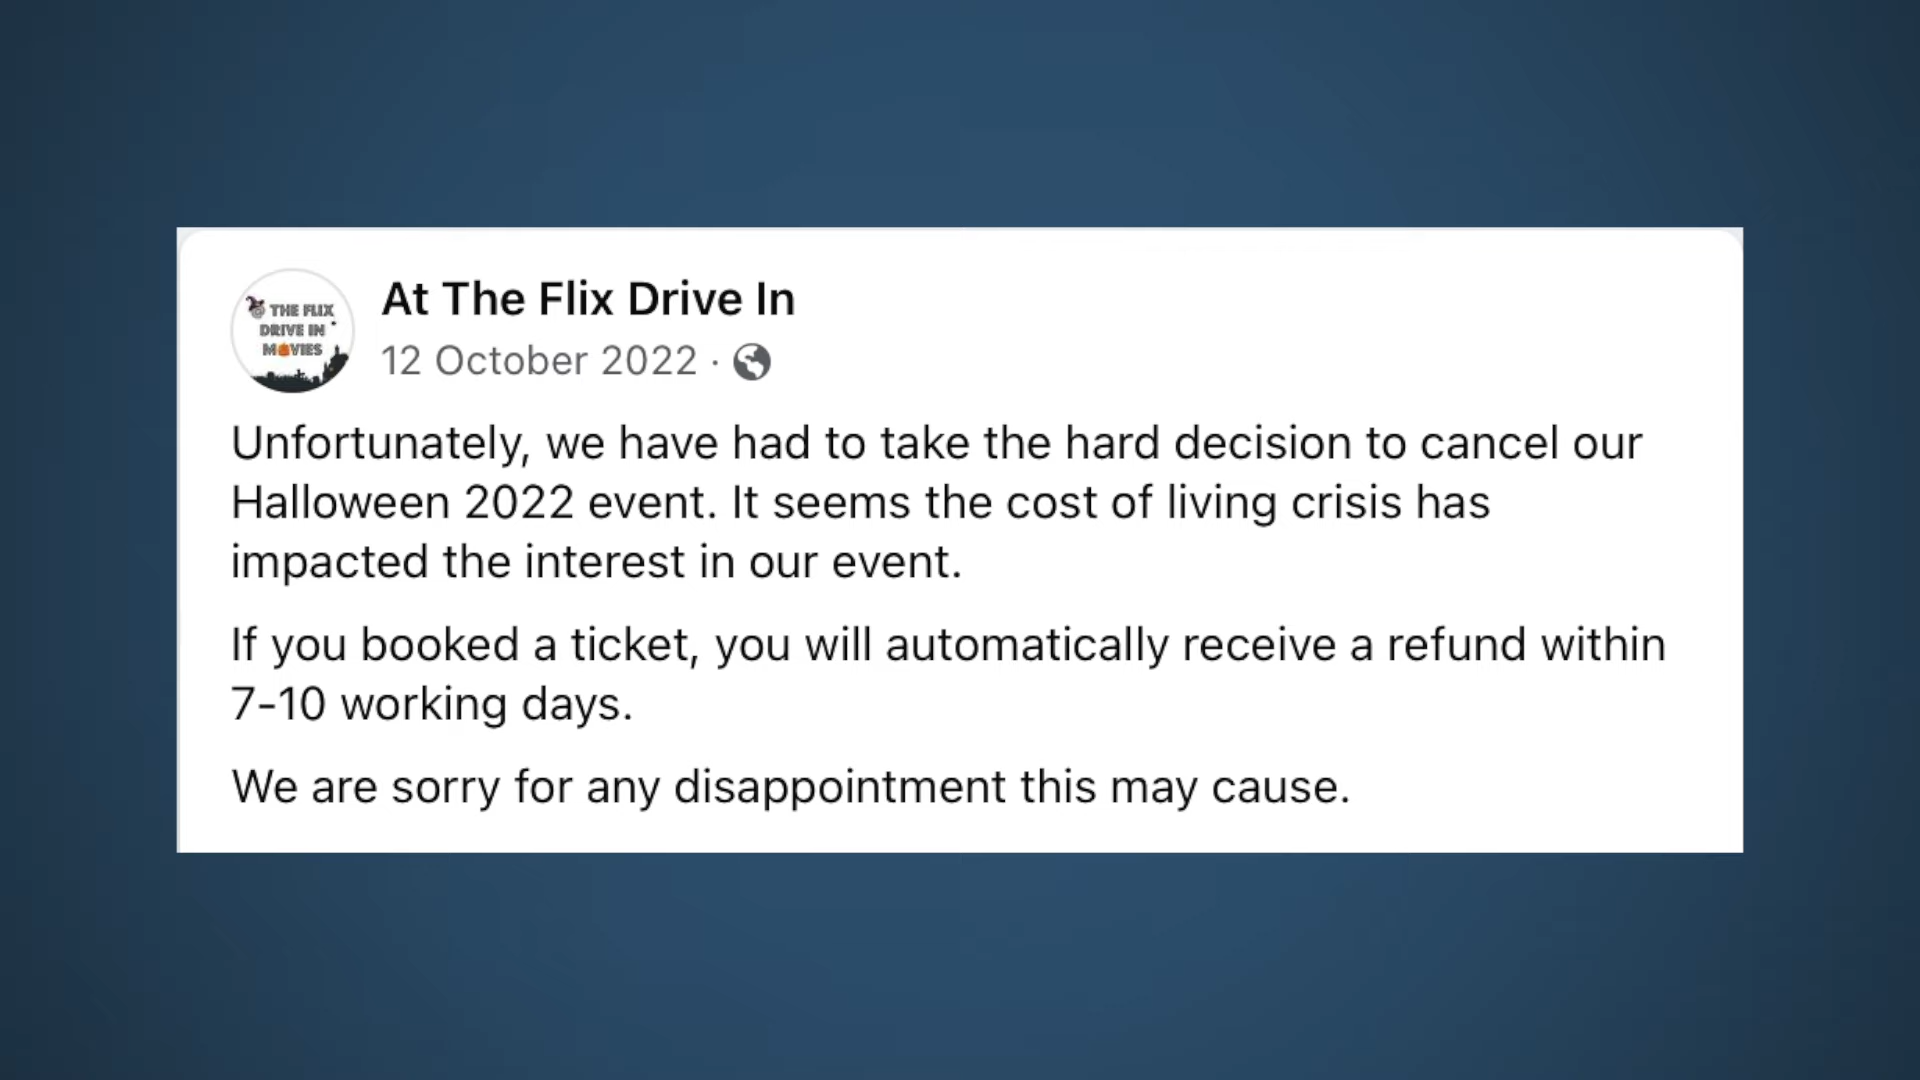 THE FLIX
DRIVE IN
MOVIES
At The Flix Drive In
12 October 2022 ·
Unfortunately, we have had to take the hard decision to cancel our
Halloween 2022 event. It seems the cost of living crisis has
impacted the interest in our event.
If you booked a ticket, you will automatically receive a refund within
7-10 working days.
We are sorry for any disappointment this may cause.